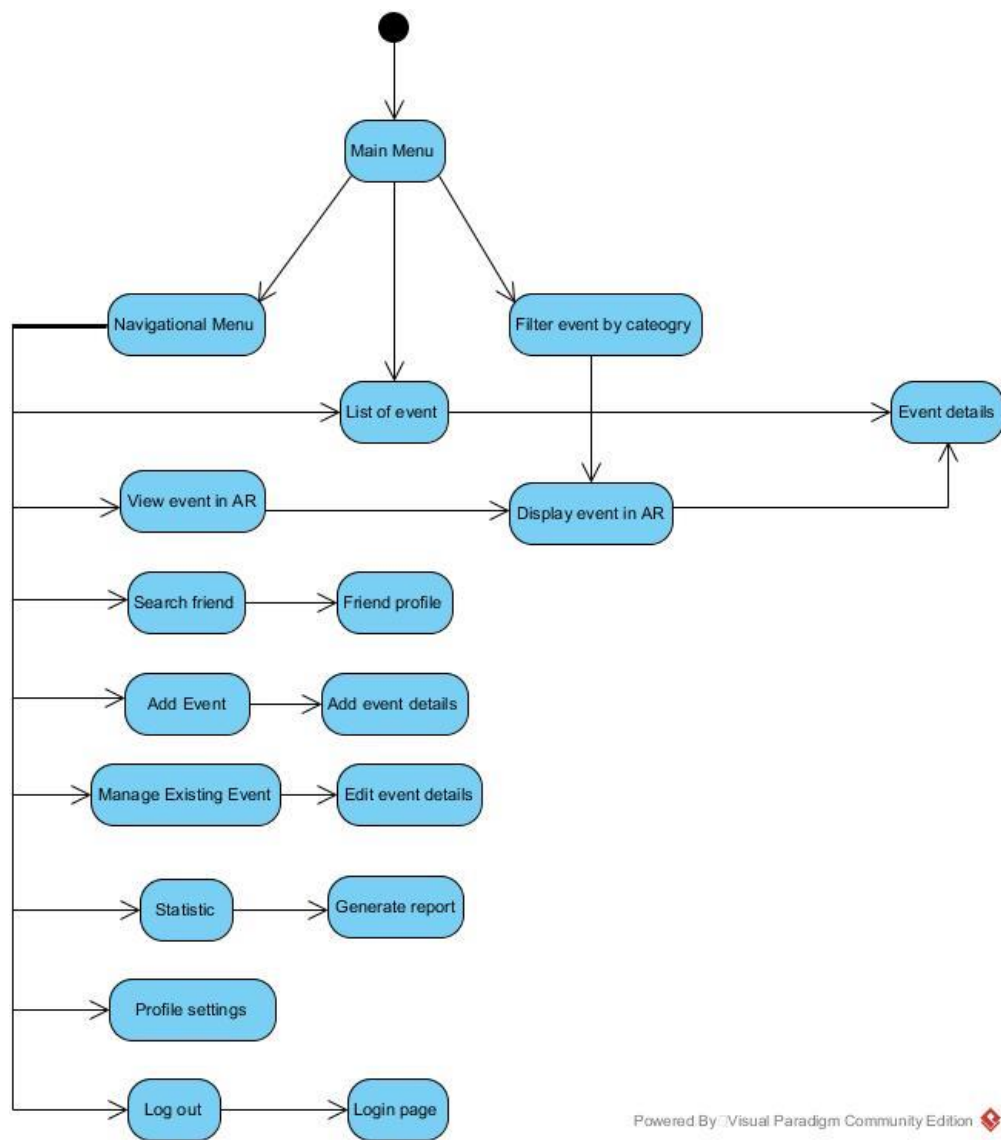 Main Menu
Navigational Menu
Filter event by cateogry
List of event
Event details
View event in AR
Display event in AR
Search friend
Friend profile
Add Event
Add event details
Manage Existing Event
Edit event details
Statistic
Generate report
Profile settings
Log out
Login page
Powered By Visual Paradigm Community Edition